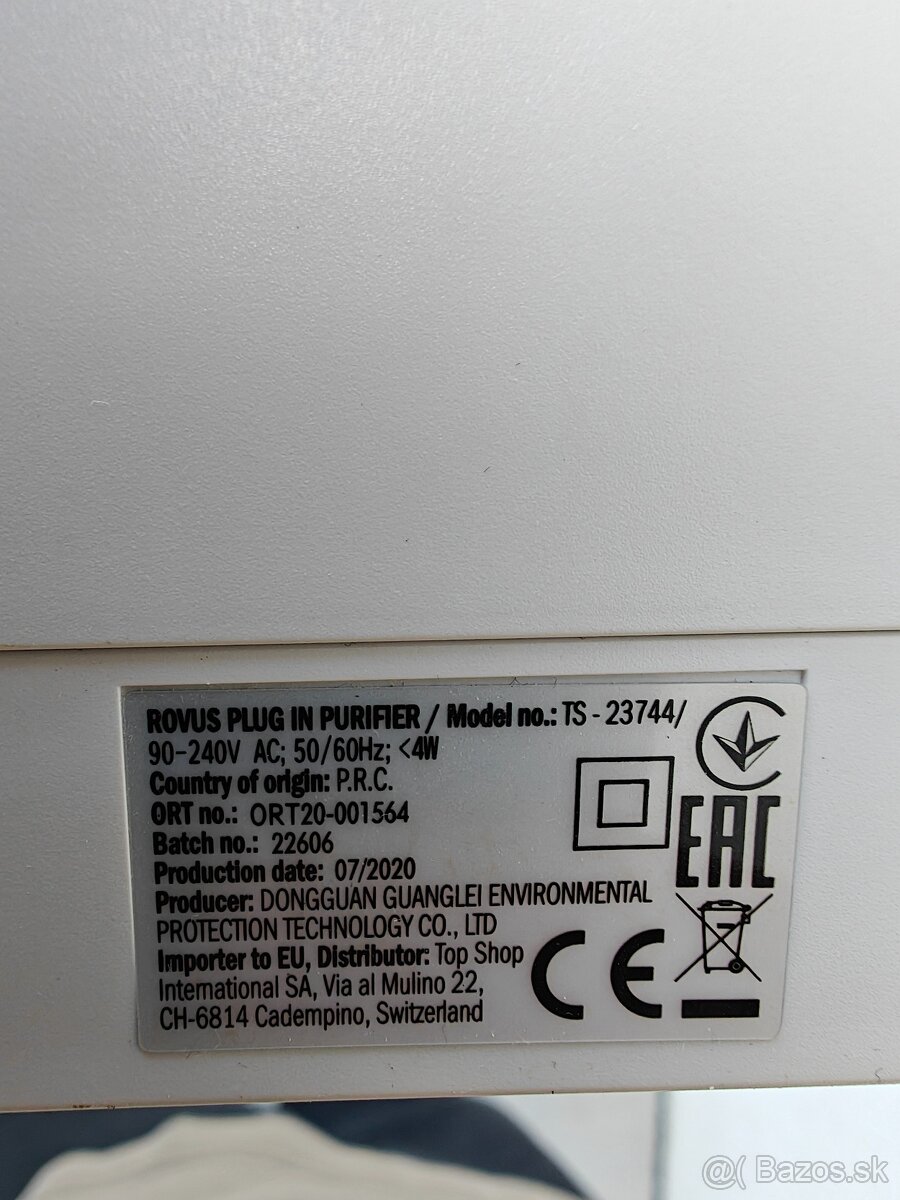 ROVUS PLUG IN PURIFIER / Model no.: TS - 23744/
90-240V AC; 50/60Hz; <4W
Country of origin: P.R.C.
ORT no.: ORT20-001564
Batch no.: 22606
Production date: 07/2020
Producer: DONGGUAN GUANGLEI ENVIRONMENTAL
PROTECTION TECHNOLOGY CO., LTD
Importer to EU, Distributor: Top Shop
International SA, Via al Mulino 22,
CH-6814 Cadempino, Switzerland
EAC
CE
@( Bazos.sk